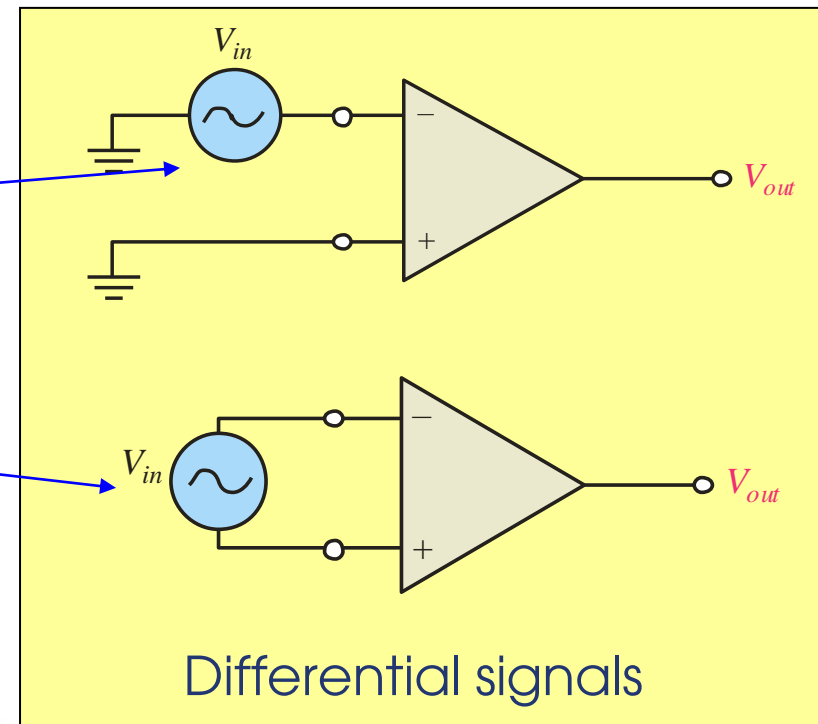 Vin
−
+
Vout
Vin
−
+
Vout
Differential signals